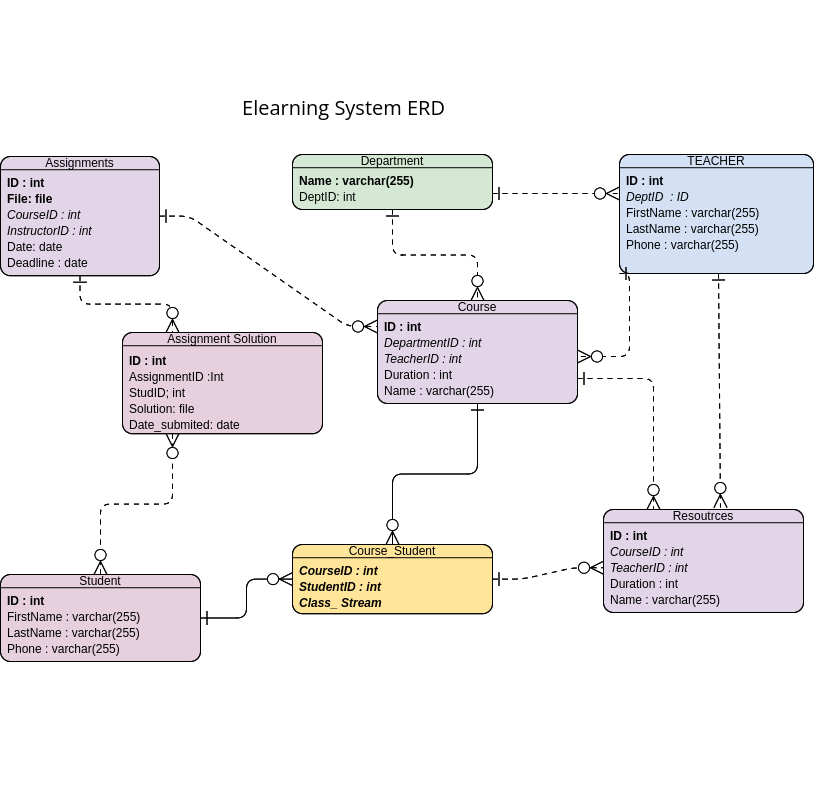 Elearning System ERD
Assignments
ID : int
File: file
CourseID : int
InstructorID : int
Date: date
Deadline : date
Department
Name : varchar(255)
DeptID: int
TEACHER
ID : int
DeptID : ID
FirstName : varchar(255)
LastName : varchar(255)
Phone : varchar(255)
Course
ID : int
DepartmentID : int
TeacherID : int
Duration : int
Name : varchar(255)
Assignment Solution
ID : int
AssignmentID :Int
StudID; int
Solution: file
Date_submited: date
Student
ID : int
FirstName : varchar(255)
LastName : varchar(255)
Phone : varchar(255)
Course_Student
CourseID : int
StudentID : int
Class_ Stream
Resoutrces
ID : int
CourseID : int
TeacherID : int
Duration : int
Name : varchar(255)